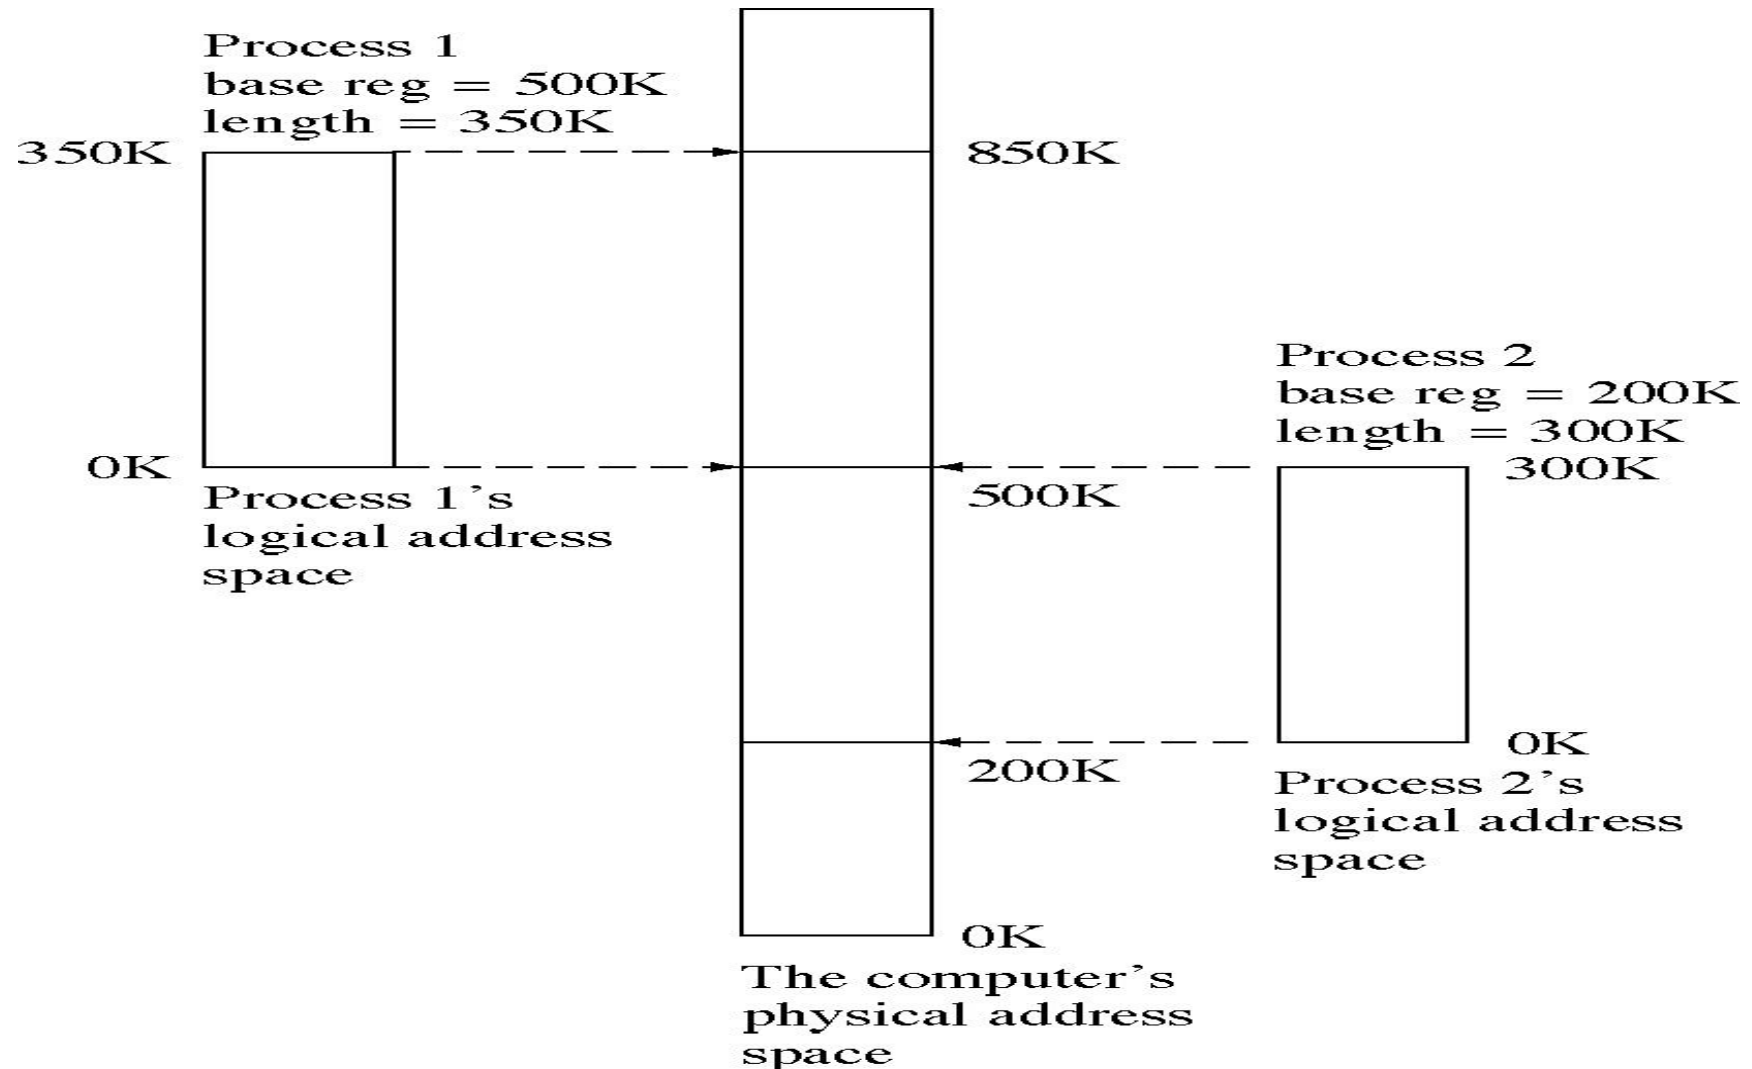 Process 1
base reg = 500K
length = 350K
350K
850K
Process 2
base reg = 200K
length = 300K
0K
300K
Process 1's
logical address
space
500K
200K
0K
Process 2's
logical address
space
0K
The computer's
physical address
space